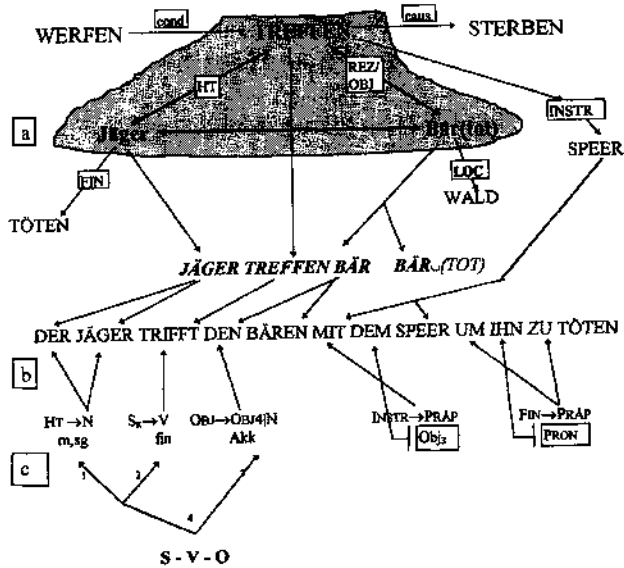 cond caus
WERFEN TREFFEN STERBEN
HT REZ/
OBJ
INSTR
a Jäger Bär(tot)
SPEER
FIN LOC
TÖTEN WALD
JÄGER TREFFEN BÄR BÄR‿(TOT)
DER JÄGER TRIFFT DEN BÄREN MIT DEM SPEER UM IHN ZU TÖTEN
b
HT → N S → V OBJ → OBJ4|N INSTR→PRÄP FIN→PRÄP
m,sg fin Akk Obj₃ PRON
c
1 2 3
4
S - V - O